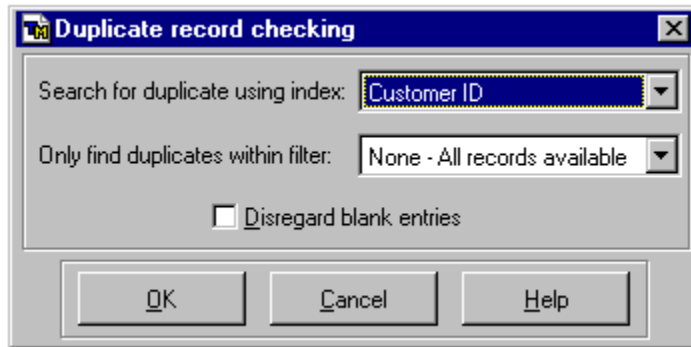 TM Duplicate record checking
Search for duplicate using index: Customer ID
Only find duplicates within filter: None - All records available
Disregard blank entries
OK Cancel Help